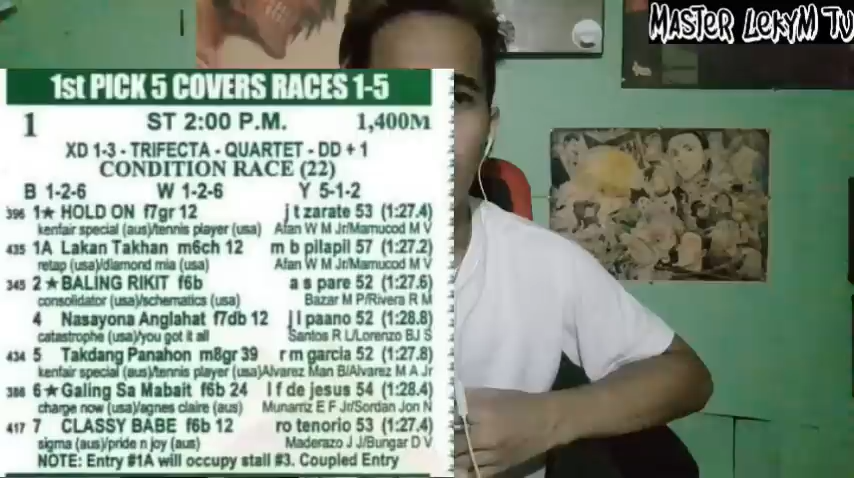 MASTER LEKYM TV
1st PICK 5 COVERS RACES 1-5
1 ST 2:00 P.M. 1,400M
XD 1-3 - TRIFECTA - QUARTET - DD + 1
CONDITION RACE (22)
B 1-2-6 W 1-2-6 Y 5-1-2
396 1★ HOLD ON f7gr 12 j t zarate 53 (1:27.4)
kenfair special (aus)/tennis player (usa) Afan W M Jr/Mamucod M V
435 1A Lakan Takhan m6ch 12 m b pilapil 57 (1:27.2)
retap (usa)/diamond mia (usa) Afan W M Jr/Mamucod M V
345 2 ★BALING RIKIT f6b a s pare 52 (1:27.6)
consolidator (usa)/schematics (usa) Bazar M P/Rivera R M
4 Nasayona Anglahat f7db 12 j l paano 52 (1:28.8)
catastrophe (usa)/you got it all Santos R L/Lorenzo BJ S
434 5 Takdang Panahon m8gr 39 r m garcia 52 (1:27.8)
kenfair special (aus)/tennis player (usa)Alvarez Man B/Alvarez M A Jr
386 6★Galing Sa Mabait f6b 24 l f de jesus 54 (1:28.4)
charge now (usa)/agnes claire (aus) Munarriz E F Jr/Sordan Jon N
417 7 CLASSY BABE f6b 12 ro tenorio 53 (1:27.4)
sigma (aus)/pride n joy (aus) Maderazo J J/Bungar D V
NOTE: Entry #1A will occupy stall #3. Coupled Entry